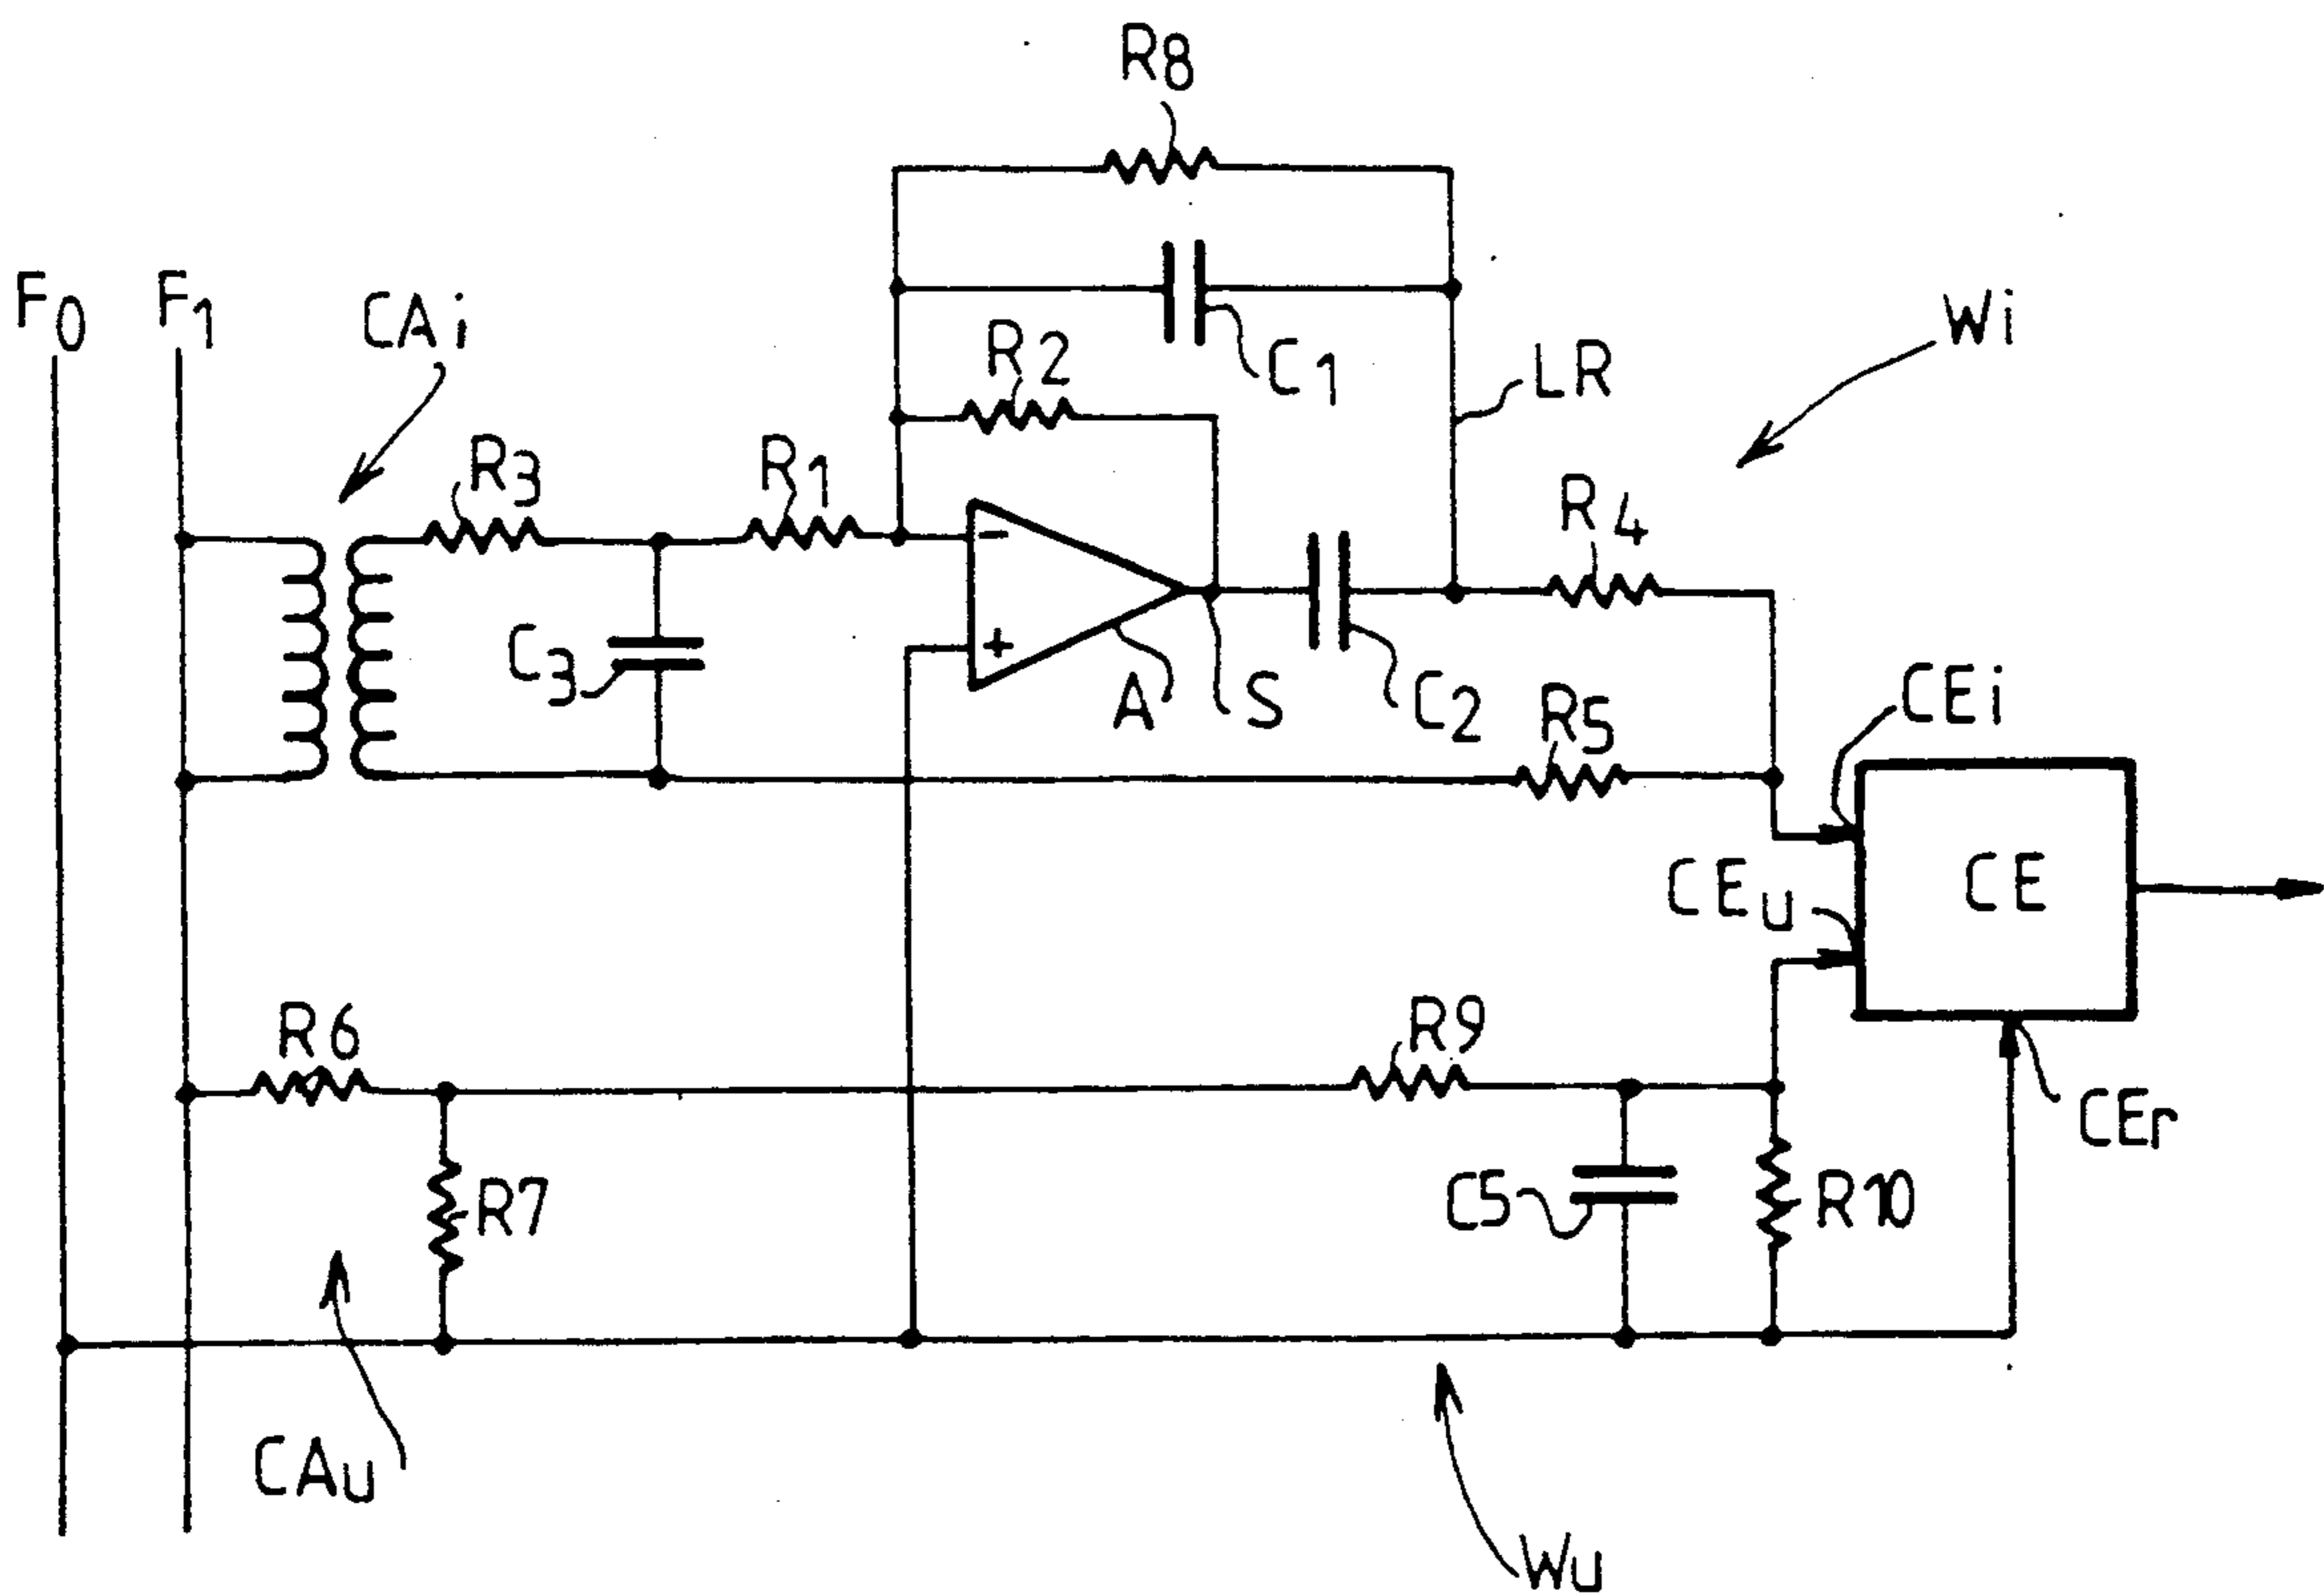 R8
F0
F1
CAi
R2
C1
LR
Wi
R3
R1
R4
-
C3
+
A
S
C2
R5
CEi
CEu
CE
R6
R9
CEr
R7
C5
R10
CAu
Wu